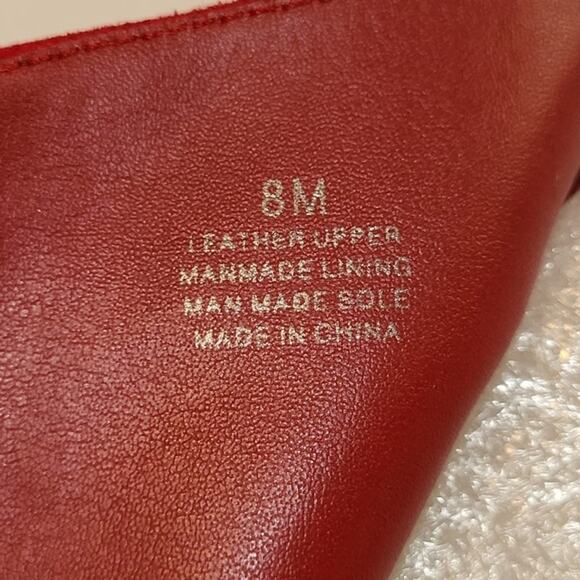 8M
LEATHER UPPER
MANMADE LINING
MAN MADE SOLE
MADE IN CHINA